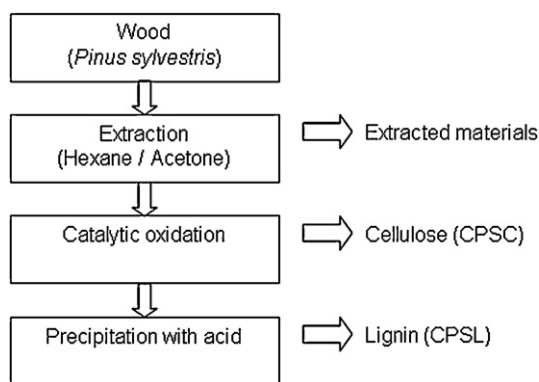 Wood
(Pinus sylvestris)
Extraction
(Hexane / Acetone)
Extracted materials
Catalytic oxidation
Cellulose (CPSC)
Precipitation with acid
Lignin (CPSL)